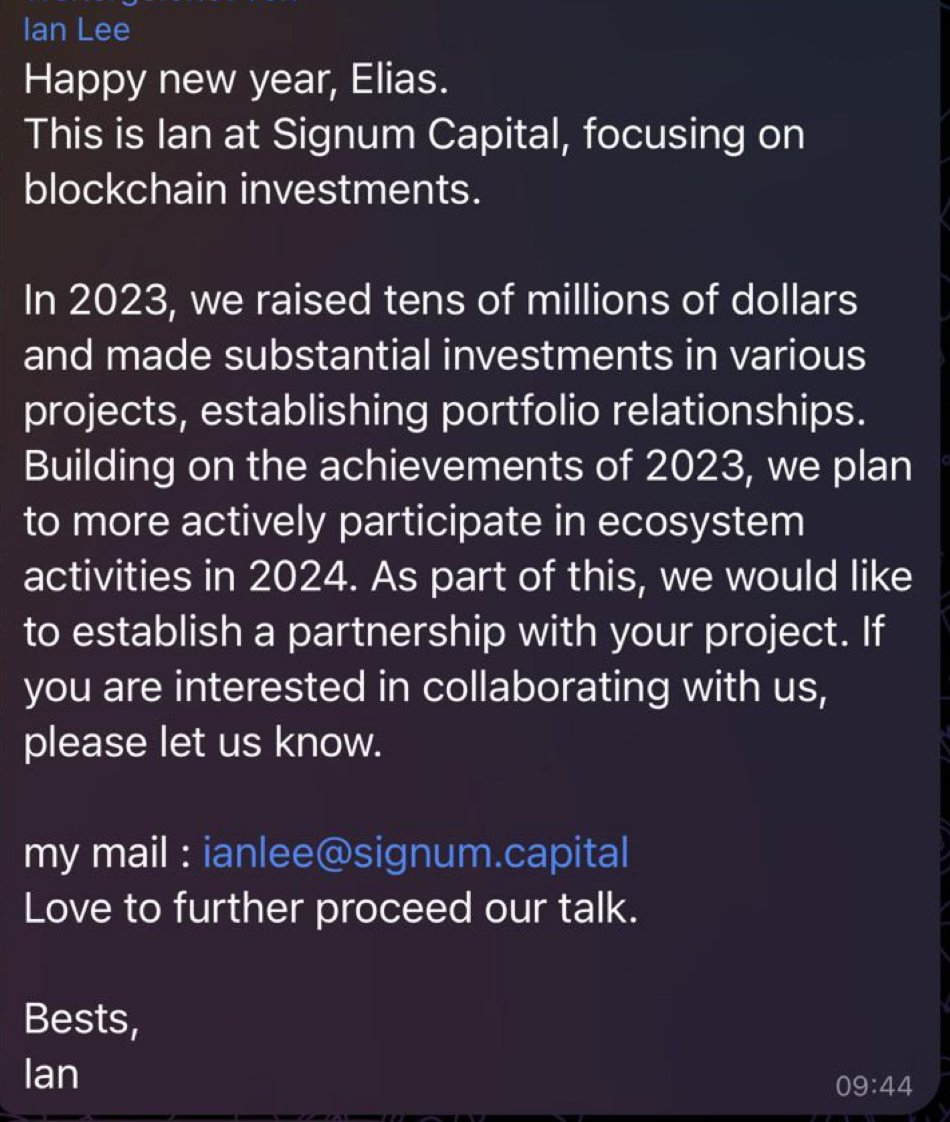 Ian Lee
Happy new year, Elias.
This is Ian at Signum Capital, focusing on
blockchain investments.
In 2023, we raised tens of millions of dollars
and made substantial investments in various
projects, establishing portfolio relationships.
Building on the achievements of 2023, we plan
to more actively participate in ecosystem
activities in 2024. As part of this, we would like
to establish a partnership with your project. If
you are interested in collaborating with us,
please let us know.
my mail : ianlee@signum.capital
Love to further proceed our talk.
Bests,
Ian
09:44